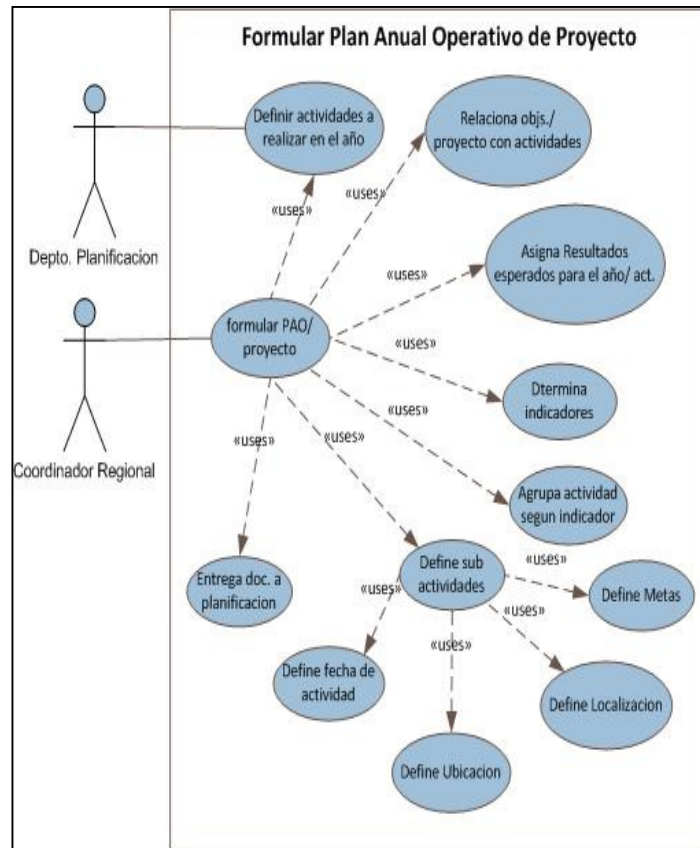 Formular Plan Anual Operativo de Proyecto
Definir actividades a
realizar en el año
Relaciona objs./
proyecto con actividades
Depto. Planificacion
«uses»
«uses»
Asigna Resultados
esperados para el año/ act.
«uses»
formular PAO/
proyecto
«uses»
Dtermina
indicadores
Coordinador Regional
«uses»
«uses»
«uses»
Agrupa actividad
segun indicador
Entrega doc. a
planificacion
Define sub
actividades
«uses»
Define Metas
«uses»
«uses»
«uses»
Define fecha de
actividad
Define Localizacion
Define Ubicacion